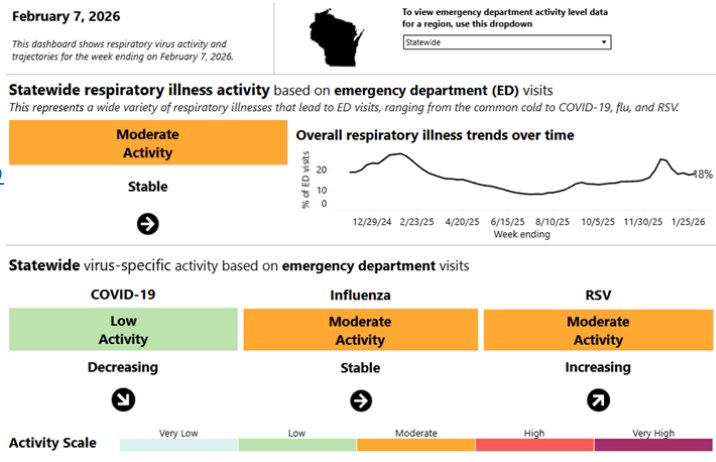 February 7, 2026
This dashboard shows respiratory virus activity and
trajectories for the week ending on February 7, 2026.
To view emergency department activity level data
for a region, use this dropdown
Statewide
Statewide respiratory illness activity based on emergency department (ED) visits
This represents a wide variety of respiratory illnesses that lead to ED visits, ranging from the common cold to COVID-19, flu, and RSV.
Moderate
Activity
Stable
Overall respiratory illness trends over time
% of ED visits
20
10
0
18%
12/29/24 2/23/25 4/20/25 6/15/25 8/10/25 10/5/25 11/30/25 1/25/26
Week ending
Statewide virus-specific activity based on emergency department visits
COVID-19
Low
Activity
Decreasing
Influenza
Moderate
Activity
Stable
RSV
Moderate
Activity
Increasing
Activity Scale
Very Low Low Moderate High Very High